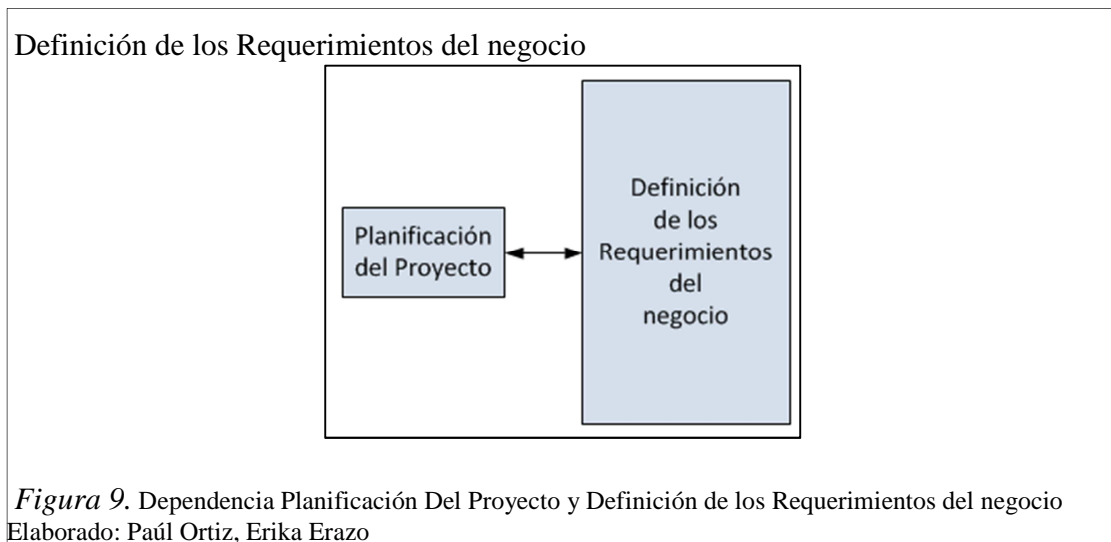 Definición de los Requerimientos del negocio
Planificación
del Proyecto
Definición
de los
Requerimientos
del
negocio
Figura 9. Dependencia Planificación Del Proyecto y Definición de los Requerimientos del negocio
Elaborado: Paúl Ortiz, Erika Erazo